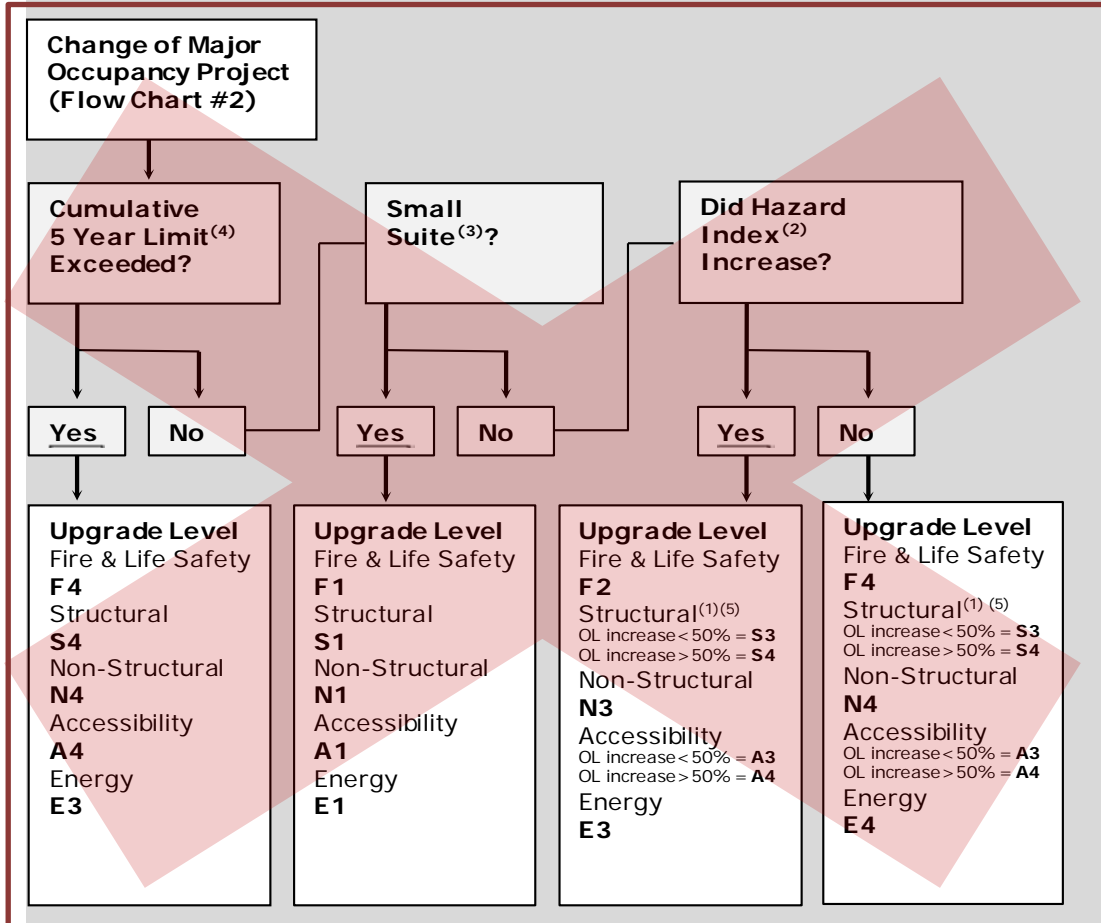 Change of Major
Occupancy Project
(Flow Chart #2)
Cumulative
5 Year Limit(4)
Exceeded?
Small
Suite(3)?
Did Hazard
Index(2)
Increase?
Yes
No
Yes
No
Yes
No
Upgrade Level
Fire & Life Safety
F4
Structural
S4
Non-Structural
N4
Accessibility
A4
Energy
E3
Upgrade Level
Fire & Life Safety
F1
Structural
S1
Non-Structural
N1
Accessibility
A1
Energy
E1
Upgrade Level
Fire & Life Safety
F2
Structural(1)(5)
OL increase<50% = S3
OL increase>50% = S4
Non-Structural
N3
Accessibility
OL increase<50% = A3
OL increase>50% = A4
Energy
E3
Upgrade Level
Fire & Life Safety
F4
Structural(1) (5)
OL increase<50% = S3
OL increase>50% = S4
Non-Structural
N4
Accessibility
OL increase<50% = A3
OL increase>50% = A4
Energy
E4